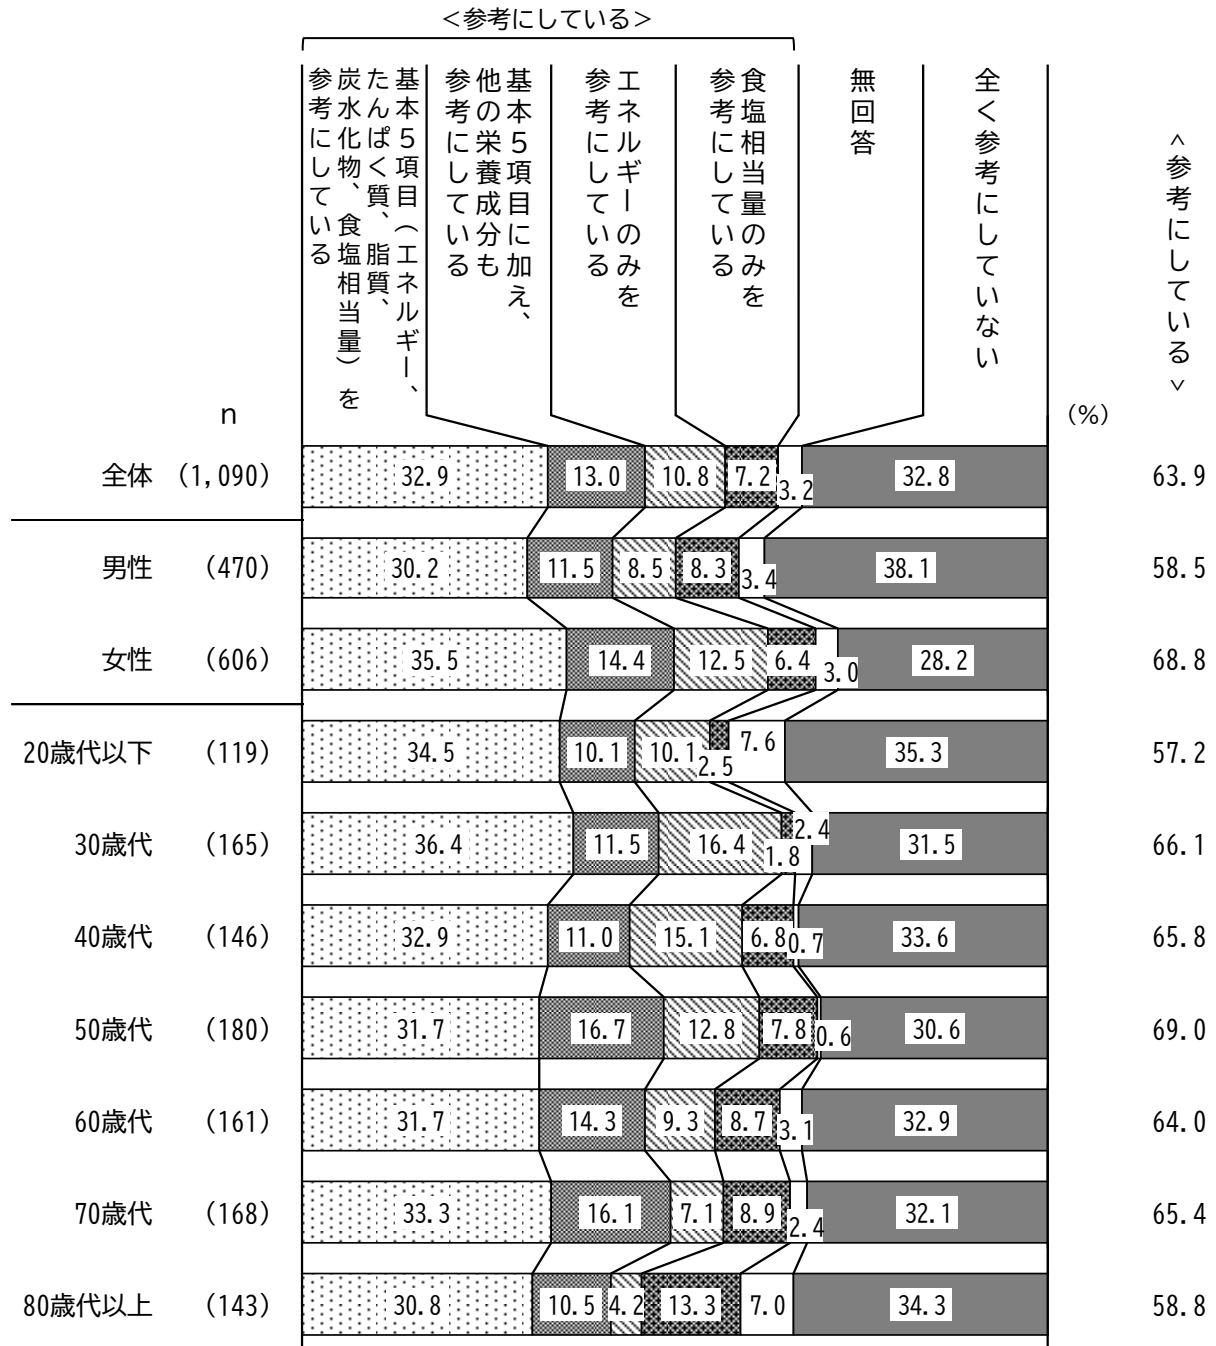 ＜参考にしている＞
基本５項目（エネルギー、
たんぱく質、脂質、
炭水化物、食塩相当量）を
参考にしている
基本５項目に加え、
他の栄養成分も
参考にしている
エネルギーのみを
参考にしている
食塩相当量のみを
参考にしている
無回答
全く参考にしていない
＜参考にしている＞
n
(%)
全体 (1,090) 32.9 13.0 10.8 7.2 3.2 32.8 63.9
男性 (470) 30.2 11.5 8.5 8.3 3.4 38.1 58.5
女性 (606) 35.5 14.4 12.5 6.4 3.0 28.2 68.8
20歳代以下 (119) 34.5 10.1 10.1 2.5 7.6 35.3 57.2
30歳代 (165) 36.4 11.5 16.4 1.8 2.4 31.5 66.1
40歳代 (146) 32.9 11.0 15.1 6.8 0.7 33.6 65.8
50歳代 (180) 31.7 16.7 12.8 7.8 0.6 30.6 69.0
60歳代 (161) 31.7 14.3 9.3 8.7 3.1 32.9 64.0
70歳代 (168) 33.3 16.1 7.1 8.9 2.4 32.1 65.4
80歳代以上 (143) 30.8 10.5 4.2 13.3 7.0 34.3 58.8